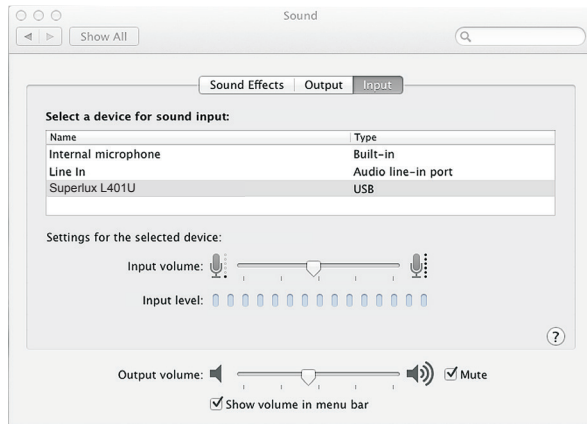 Sound
Show All
Sound Effects Output Input
Select a device for sound input:
Name Type
Internal microphone Built-in
Line In Audio line-in port
Superlux L401U USB
Settings for the selected device:
Input volume:
Input level:
?
Output volume: Mute
Show volume in menu bar